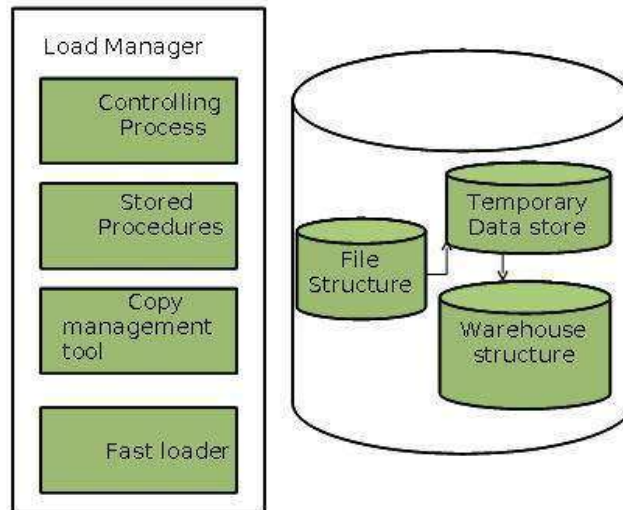 Load Manager
Controlling
Process
Stored
Procedures
Copy
management
tool
Fast loader
File
Structure
Temporary
Data store
Warehouse
structure